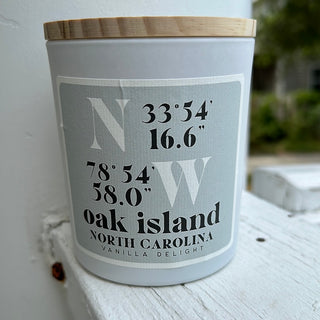 N 33°54'
16.6"
78°54' W
58.0"
oak island
NORTH CAROLINA
VANILLA DELIGHT